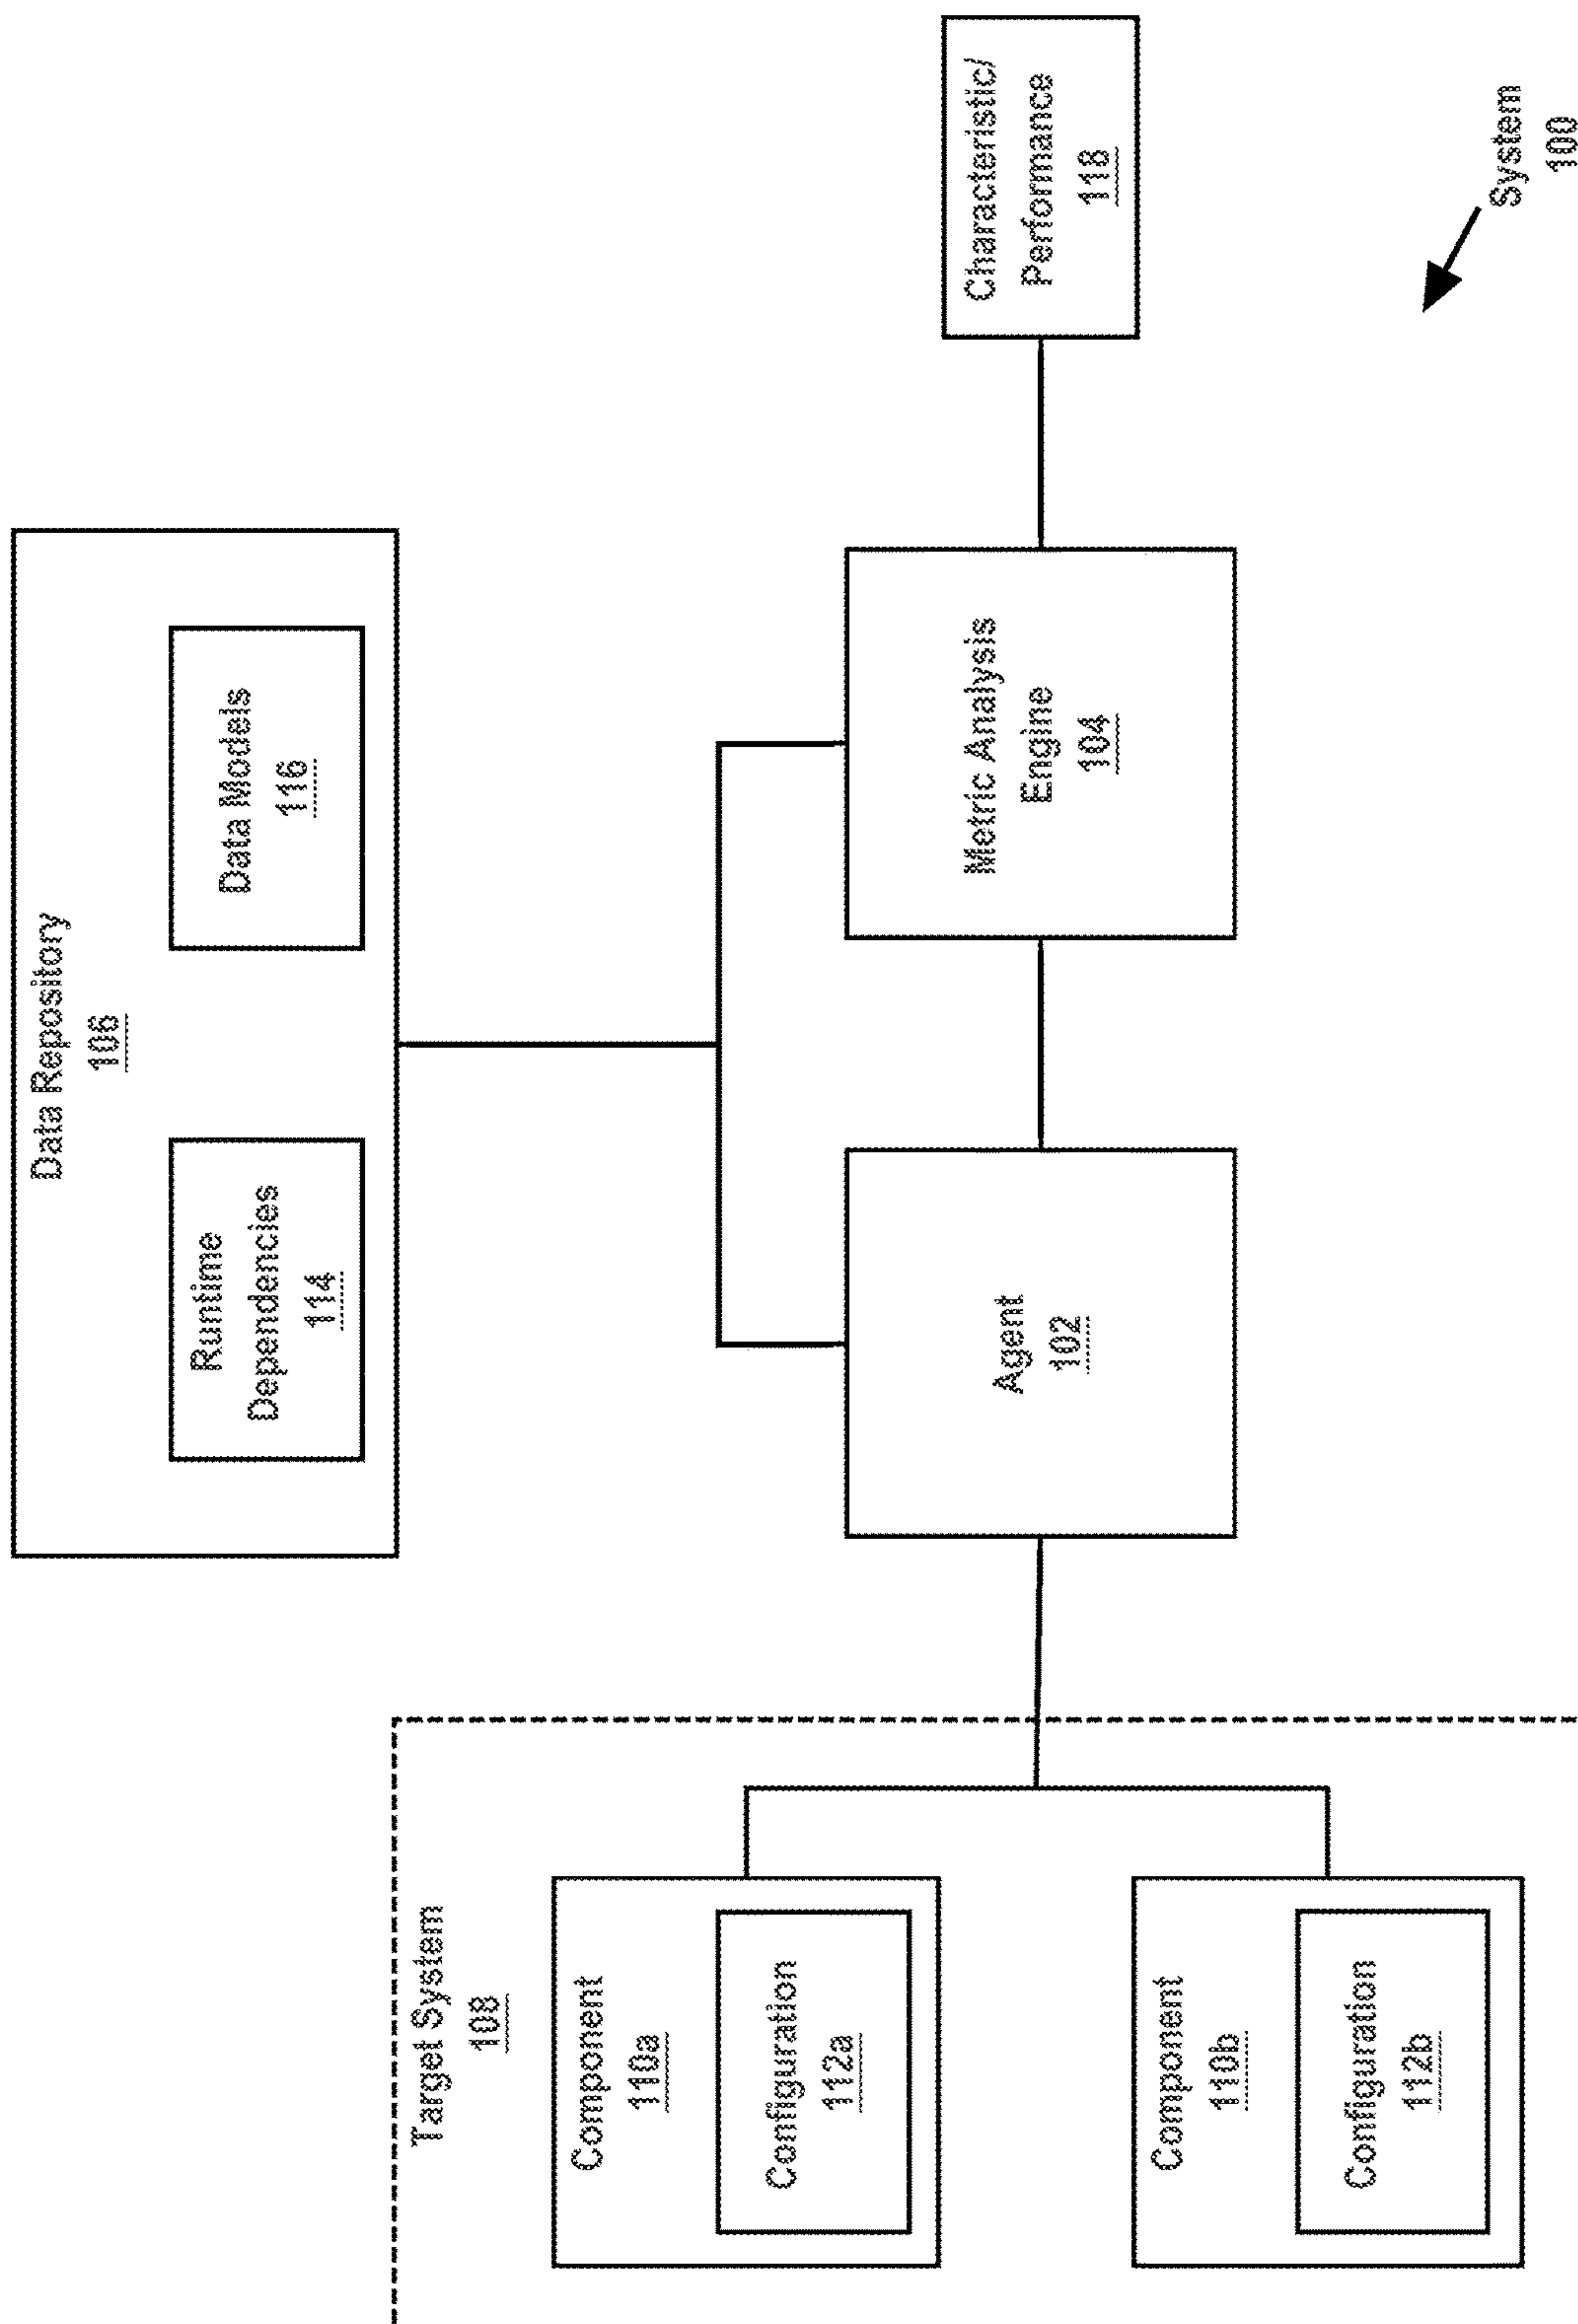 Data Repository
106
Runtime
Dependencies
114
Data Models
116
Target System
108
Component
110a
Configuration
112a
Component
110b
Configuration
112b
Agent
102
Metric Analysis
Engine
104
Characteristic/
Performance
118
System
100